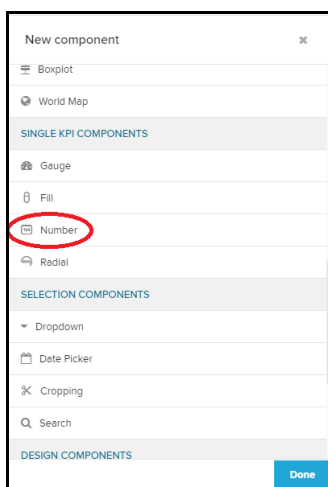 New component
Boxplot
World Map
SINGLE KPI COMPONENTS
Gauge
Fill
Number
Radial
SELECTION COMPONENTS
Dropdown
Date Picker
Cropping
Search
DESIGN COMPONENTS
Done